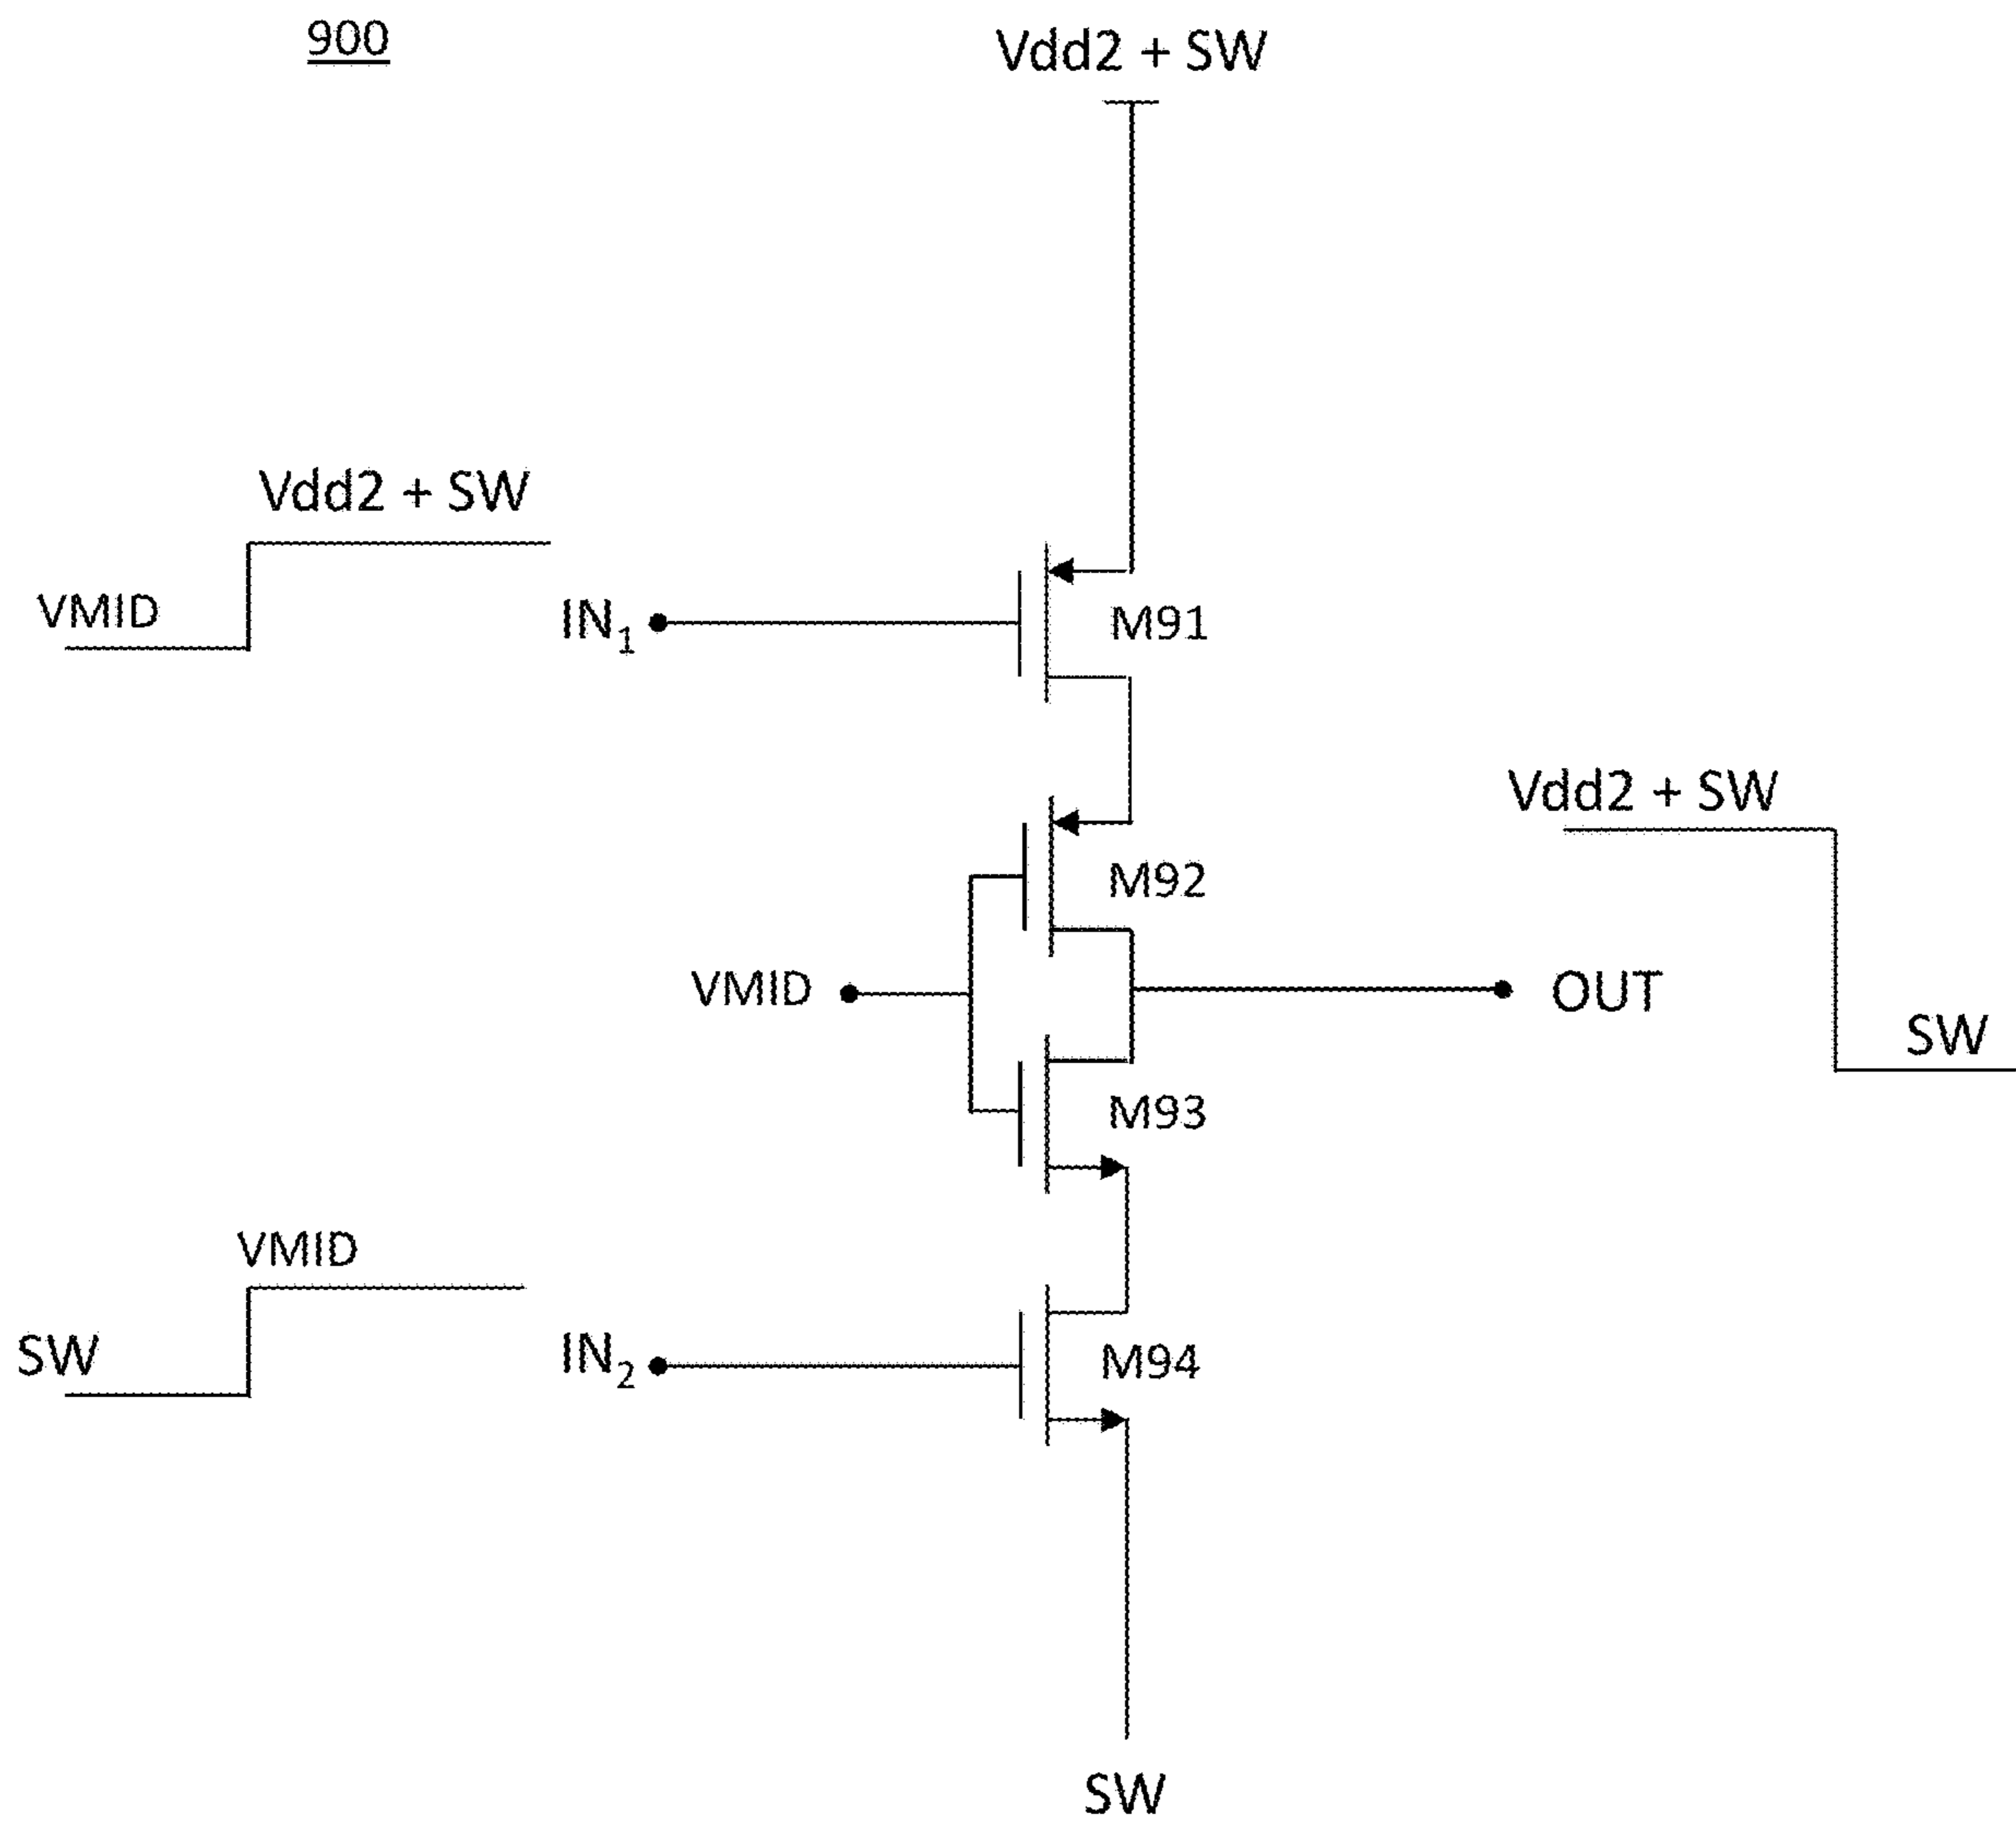 900
Vdd2 + SW
Vdd2 + SW
VMID
IN1
M91
Vdd2 + SW
M92
VMID
OUT
SW
M93
VMID
SW
IN2
M94
SW